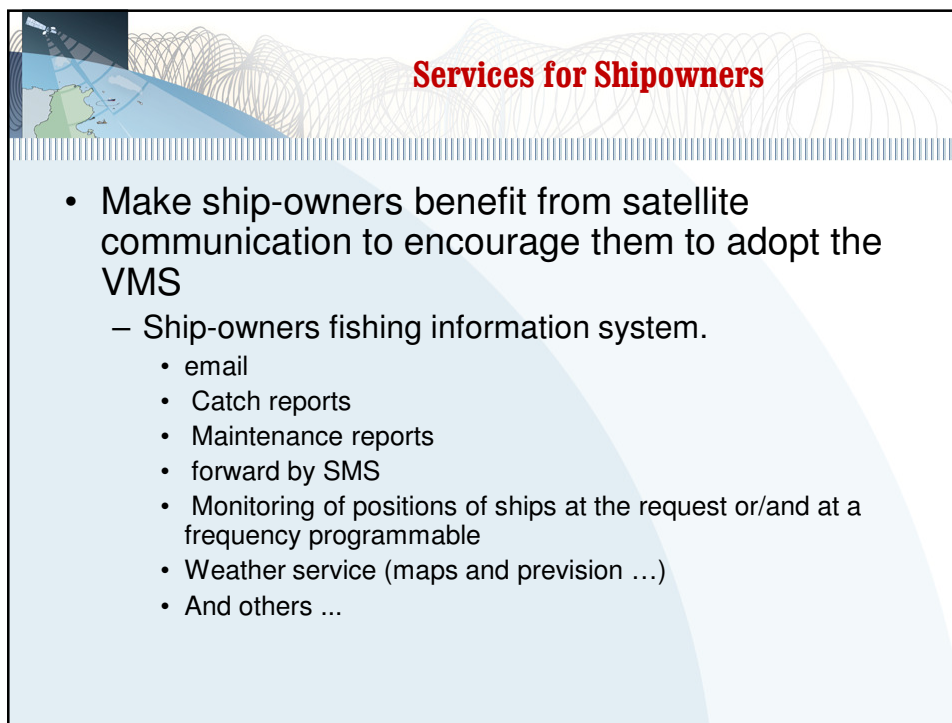 Services for Shipowners
• Make ship-owners benefit from satellite
communication to encourage them to adopt the
VMS
– Ship-owners fishing information system.
• email
• Catch reports
• Maintenance reports
• forward by SMS
• Monitoring of positions of ships at the request or/and at a
frequency programmable
• Weather service (maps and prevision …)
• And others ...